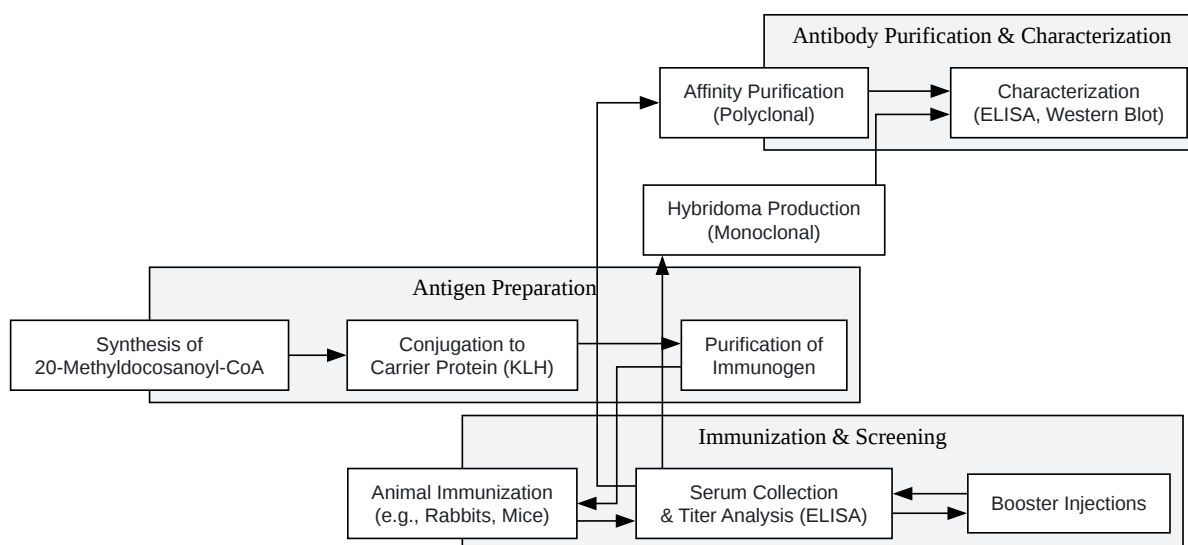 Antibody Purification & Characterization
Affinity Purification
(Polyclonal)
Characterization
(ELISA, Western Blot)
Hybridoma Production
(Monoclonal)
Antigen Preparation
Synthesis of
20-Methyldocosanoyl-CoA
Conjugation to
Carrier Protein (KLH)
Purification of
Immunogen
Immunization & Screening
Animal Immunization
(e.g., Rabbits, Mice)
Serum Collection
& Titer Analysis (ELISA)
Booster Injections